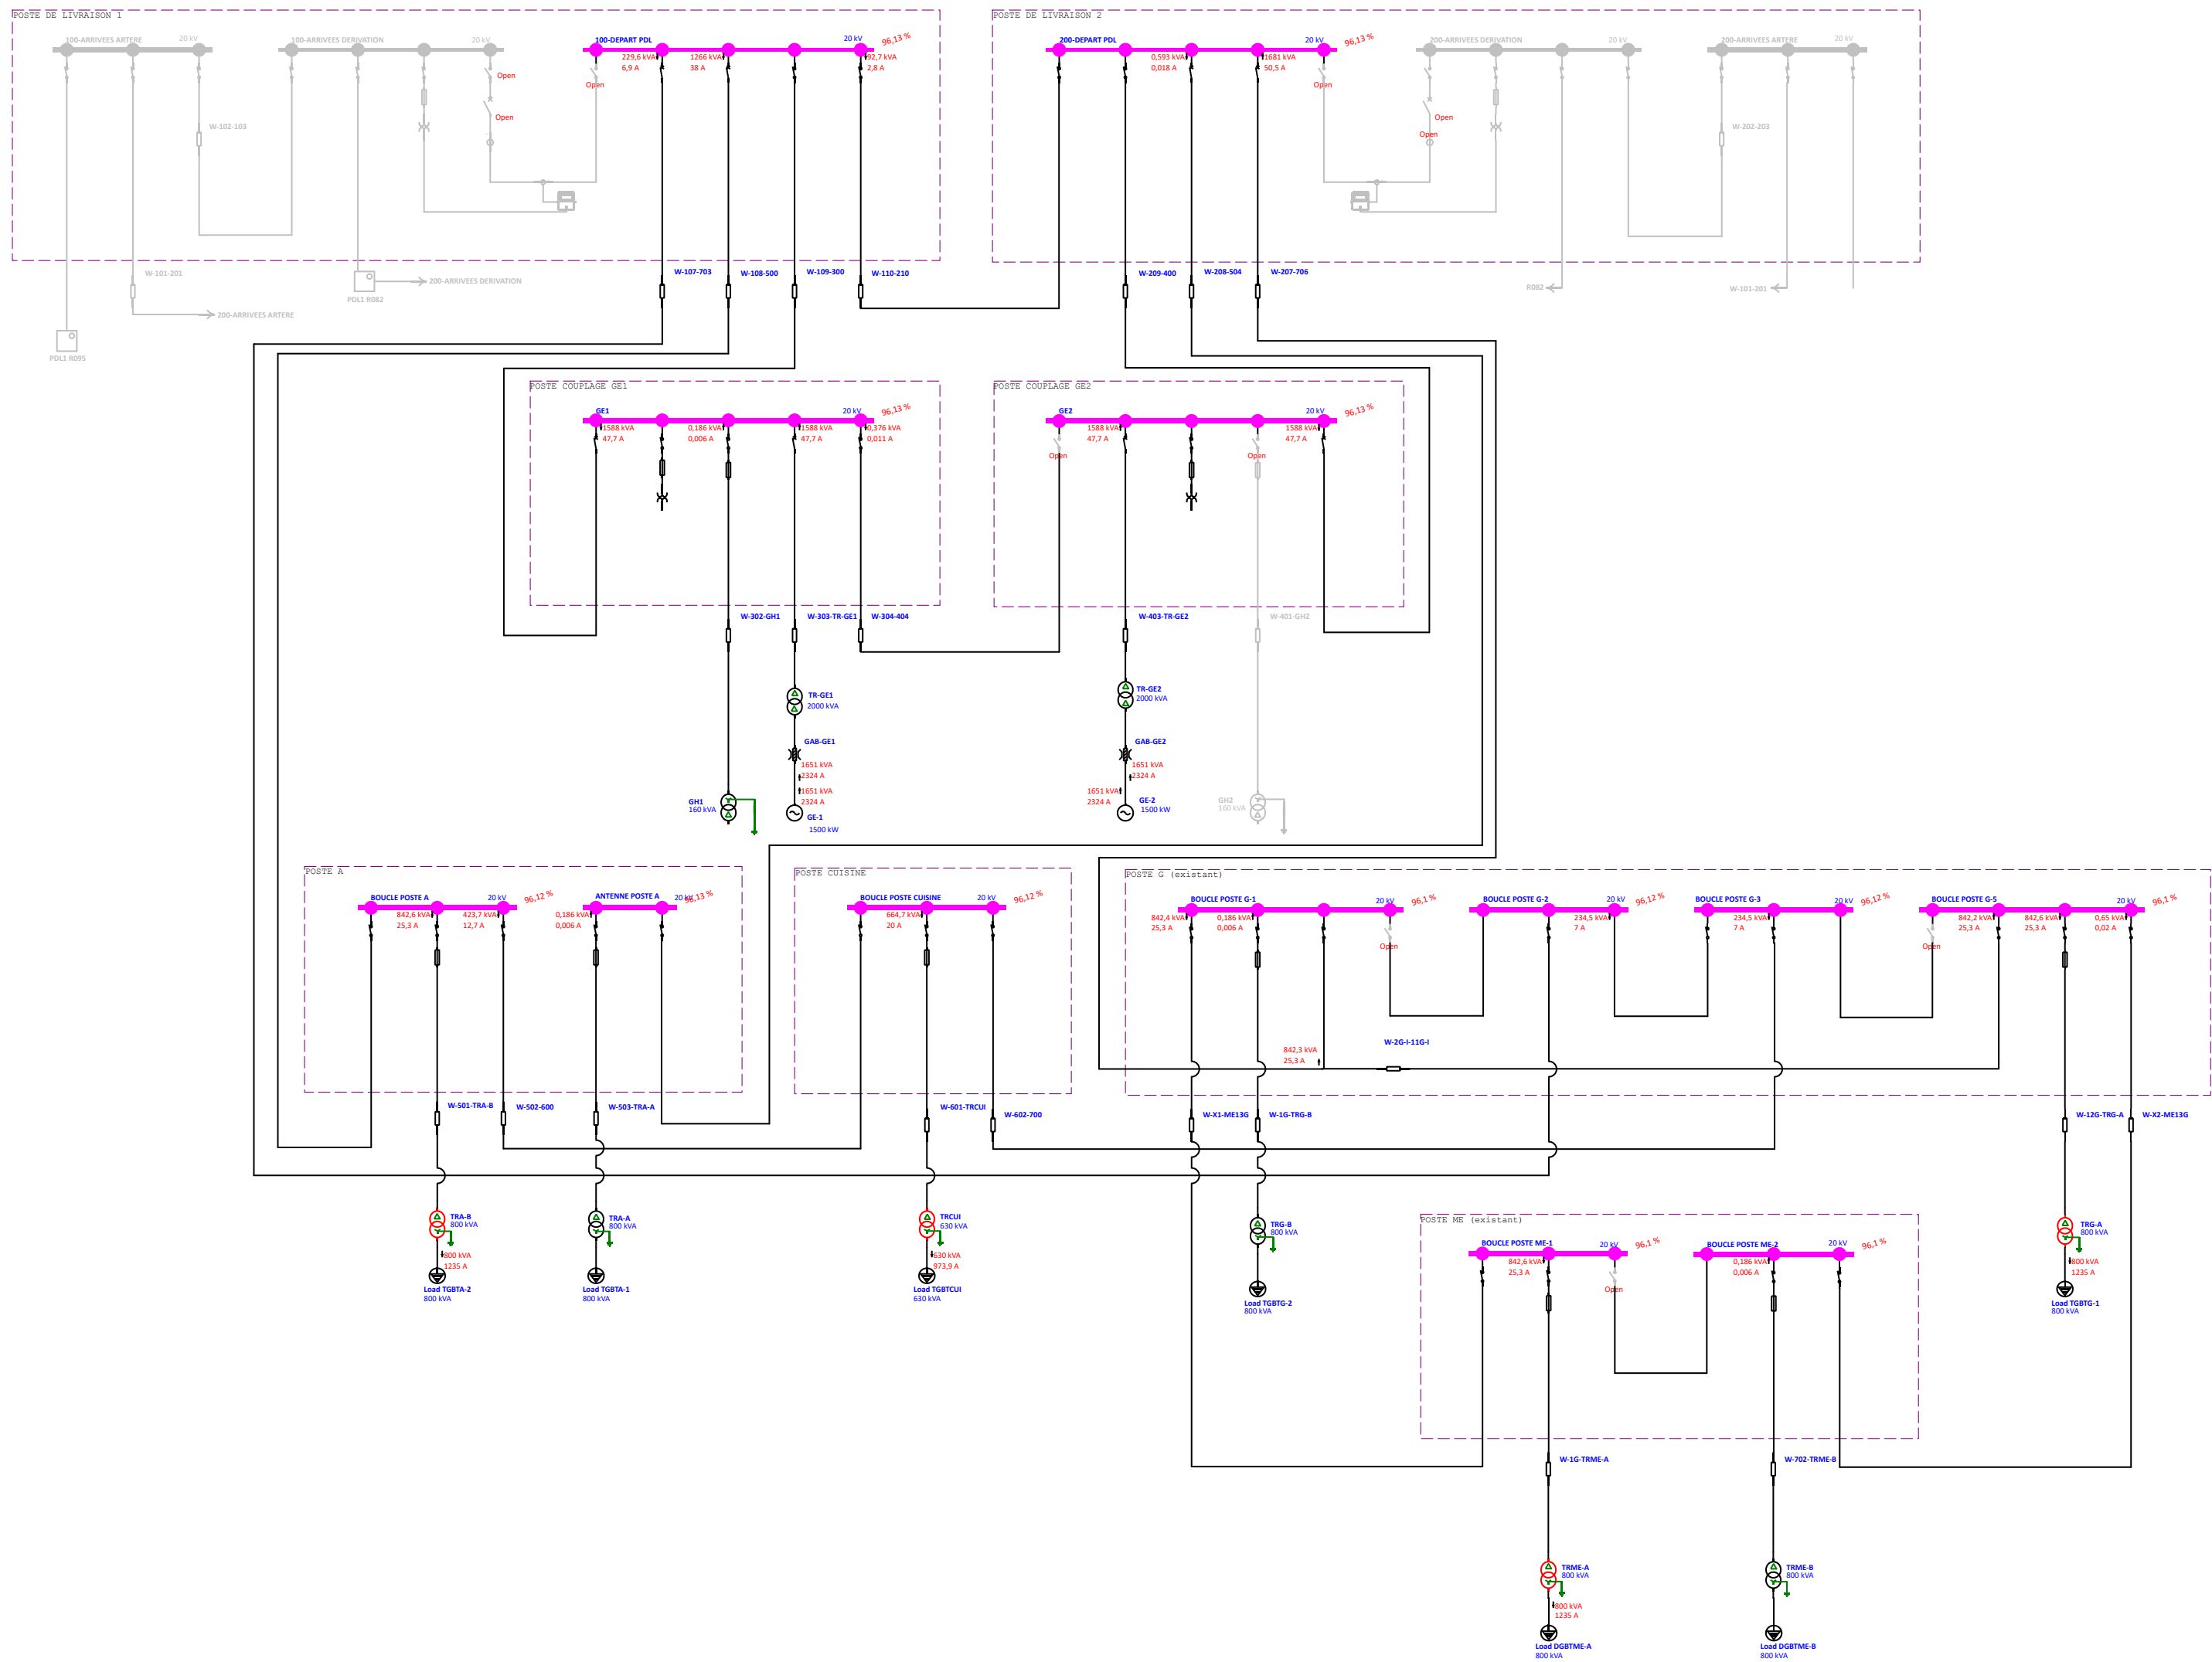 POSTE DE LIVRAISON 1
POSTE DE LIVRAISON 2
100-ARRIVEES ARTERE
20 kV
100-ARRIVEES DERIVATION
20 kV
100-DEPART PDL
20 kV
96,13 %
200-DEPART PDL
20 kV
96,13 %
200-ARRIVEES DERIVATION
20 kV
200-ARRIVEES ARTERE
20 kV
229,6 kVA
6,9 A
1266 kVA
38 A
92,7 kVA
2,8 A
0,593 kVA
0,018 A
1681 kVA
50,5 A
Open
Open
Open
Open
Open
Open
W-102-103
W-202-203
W-101-201
PDL1 R082
200-ARRIVEES DERIVATION
200-ARRIVEES ARTERE
PDL1 R095
W-107-703
W-108-500
W-109-300
W-110-210
W-209-400
W-208-504
W-207-706
R082
W-101-201
POSTE COUPLAGE GE1
POSTE COUPLAGE GE2
GE1
20 kV
96,13 %
GE2
20 kV
96,13 %
1588 kVA
47,7 A
0,186 kVA
0,006 A
1588 kVA
47,7 A
0,376 kVA
0,011 A
Open
1588 kVA
47,7 A
Open
1588 kVA
47,7 A
W-302-GH1
W-303-TR-GE1
W-304-404
W-403-TR-GE2
W-401-GH2
TR-GE1
2000 kVA
TR-GE2
2000 kVA
GAB-GE1
1651 kVA
2324 A
GAB-GE2
1651 kVA
2324 A
1651 kVA
2324 A
1651 kVA
2324 A
GH1
160 kVA
GE-1
1500 kW
GE-2
1500 kW
GH2
160 kVA
POSTE A
POSTE CUISINE
POSTE G (existant)
BOUCLE POSTE A
20 kV
96,12 %
ANTENNE POSTE A
20 kV
96,13 %
BOUCLE POSTE CUISINE
20 kV
96,12 %
BOUCLE POSTE G-1
20 kV
96,1 %
BOUCLE POSTE G-2
20 kV
96,12 %
BOUCLE POSTE G-3
20 kV
96,12 %
BOUCLE POSTE G-5
20 kV
96,1 %
842,6 kVA
25,3 A
423,7 kVA
12,7 A
0,186 kVA
0,006 A
664,7 kVA
20 A
842,4 kVA
25,3 A
0,186 kVA
0,006 A
Open
234,5 kVA
7 A
234,5 kVA
7 A
Open
842,2 kVA
25,3 A
842,6 kVA
25,3 A
0,65 kVA
0,02 A
842,3 kVA
25,3 A
W-2G-I-11G-I
W-501-TRA-B
W-502-600
W-503-TRA-A
W-601-TRCUI
W-602-700
W-X1-ME13G
W-1G-TRG-B
W-12G-TRG-A
W-X2-ME13G
TRA-B
800 kVA
TRA-A
800 kVA
TRCUI
630 kVA
TRG-B
800 kVA
TRG-A
800 kVA
800 kVA
1235 A
630 kVA
973,9 A
800 kVA
1235 A
Load TGBTA-2
800 kVA
Load TGBTA-1
800 kVA
Load TGBTCUI
630 kVA
Load TGBTG-2
800 kVA
Load TGBTG-1
800 kVA
POSTE ME (existant)
BOUCLE POSTE ME-1
20 kV
96,1 %
BOUCLE POSTE ME-2
20 kV
96,1 %
842,6 kVA
25,3 A
Open
0,186 kVA
0,006 A
W-1G-TRME-A
W-702-TRME-B
TRME-A
800 kVA
TRME-B
800 kVA
800 kVA
1235 A
Load DGBTME-A
800 kVA
Load DGBTME-B
800 kVA